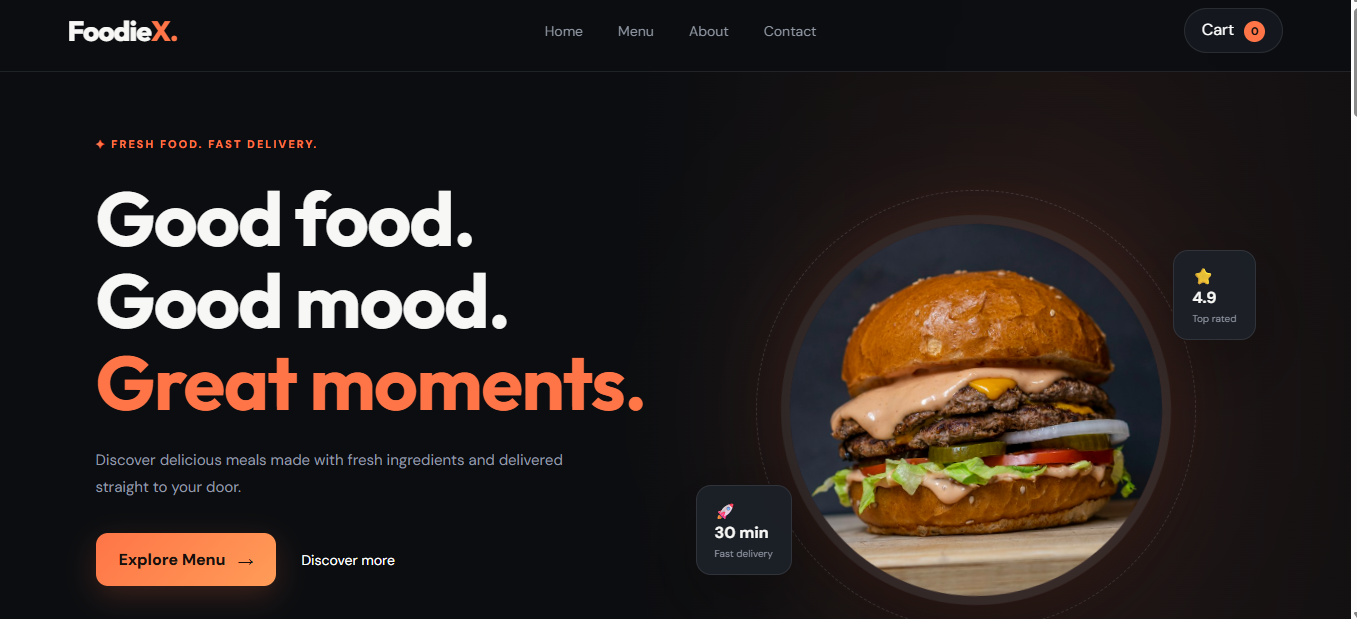 FoodieX.
Home
Menu
About
Contact
Cart 0
✦ FRESH FOOD. FAST DELIVERY.
Good food.
Good mood.
Great moments.
Discover delicious meals made with fresh ingredients and delivered
straight to your door.
Explore Menu →
Discover more
4.9
Top rated
30 min
Fast delivery